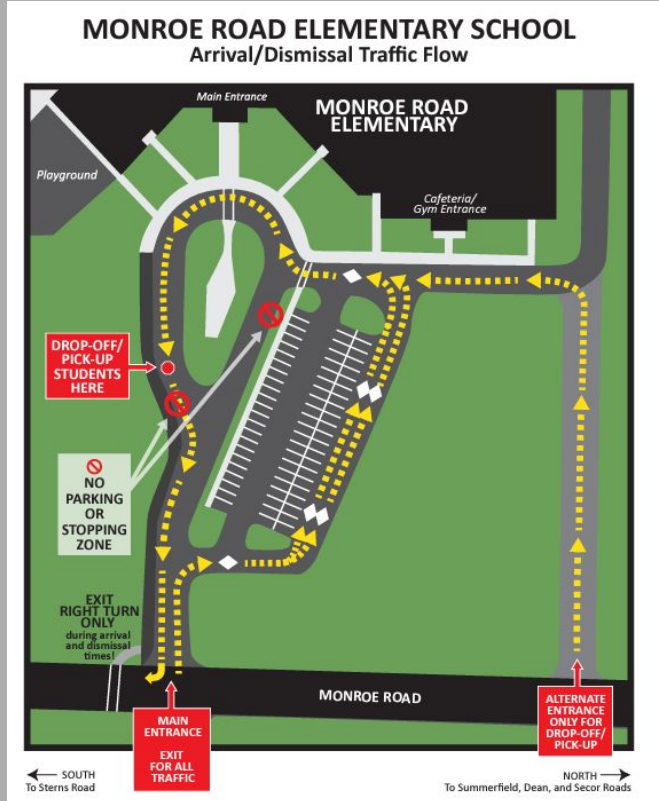 MONROE ROAD ELEMENTARY SCHOOL
Arrival/Dismissal Traffic Flow
Main Entrance
MONROE ROAD
ELEMENTARY
Playground
Cafeteria/
Gym Entrance
DROP-OFF/
PICK-UP
STUDENTS
HERE
NO
PARKING
OR
STOPPING
ZONE
EXIT
RIGHT TURN
ONLY
during arrival
and dismissal
times!
MONROE ROAD
MAIN
ENTRANCE
EXIT
FOR ALL
TRAFFIC
ALTERNATE
ENTRANCE
ONLY FOR
DROP-OFF/
PICK-UP
SOUTH
To Sterns Road
NORTH
To Summerfield, Dean, and Secor Roads